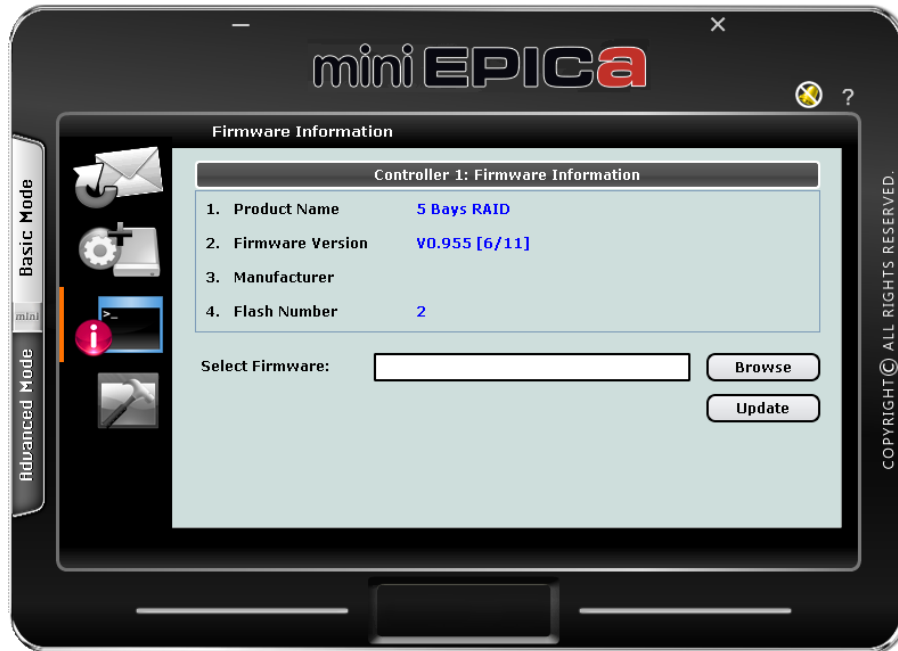 mini EPICa
?
Firmware Information
Basic Mode
mini
Advanced Mode
Controller 1: Firmware Information
1. Product Name 5 Bays RAID
2. Firmware Version V0.955 [6/11]
3. Manufacturer
4. Flash Number 2
Select Firmware: Browse
Update
>_
i
COPYRIGHT © ALL RIGHTS RESERVED.